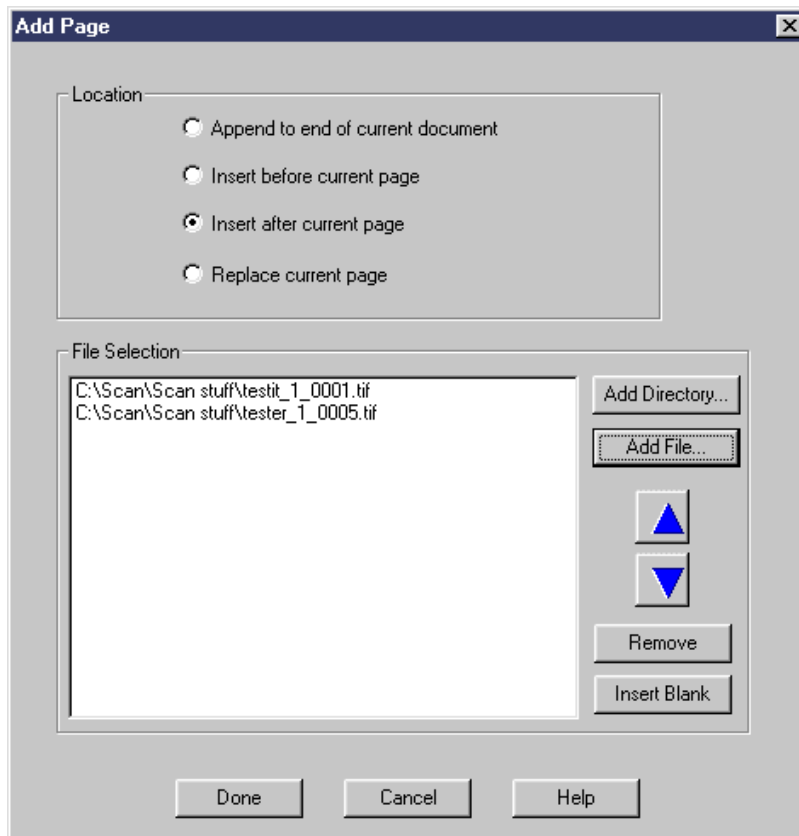 Add Page
Location
Append to end of current document
Insert before current page
Insert after current page
Replace current page
File Selection
C:\Scan\Scan stuff\testit_1_0001.tif
C:\Scan\Scan stuff\tester_1_0005.tif
Add Directory...
Add File...
Remove
Insert Blank
Done Cancel Help